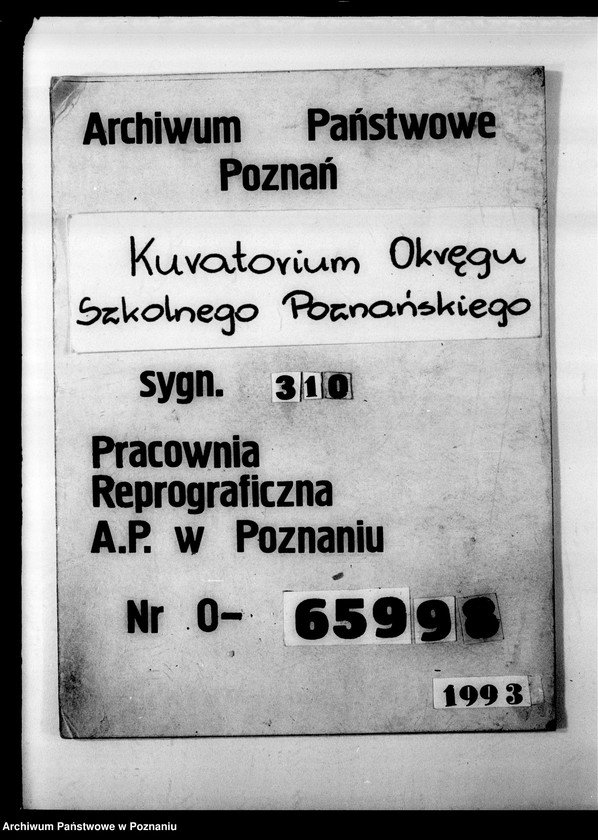 Archiwum Państwowe
Poznań
Kuratorium Okręgu
Szkolnego Poznańskiego
sygn. 310
Pracownia
Reprograficzna
A.P. w Poznaniu
Nr 0- 65998
1993
Archiwum Państwowe w Poznaniu